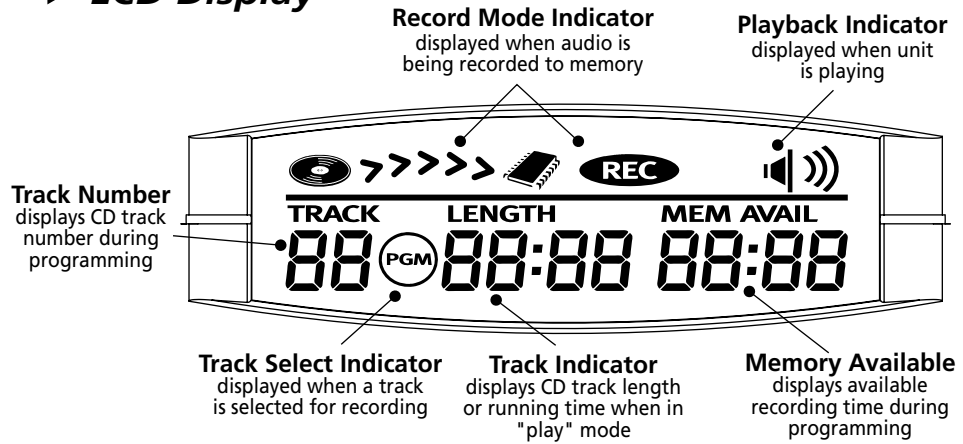 LCD Display
Record Mode Indicator
displayed when audio is
being recorded to memory
Playback Indicator
displayed when unit
is playing
REC
Track Number
displays CD track
number during
programming
TRACK LENGTH MEM AVAIL
88 PGM 88:88 88:88
Track Select Indicator
displayed when a track
is selected for recording
Track Indicator
displays CD track length
or running time when in
"play" mode
Memory Available
displays available
recording time during
programming